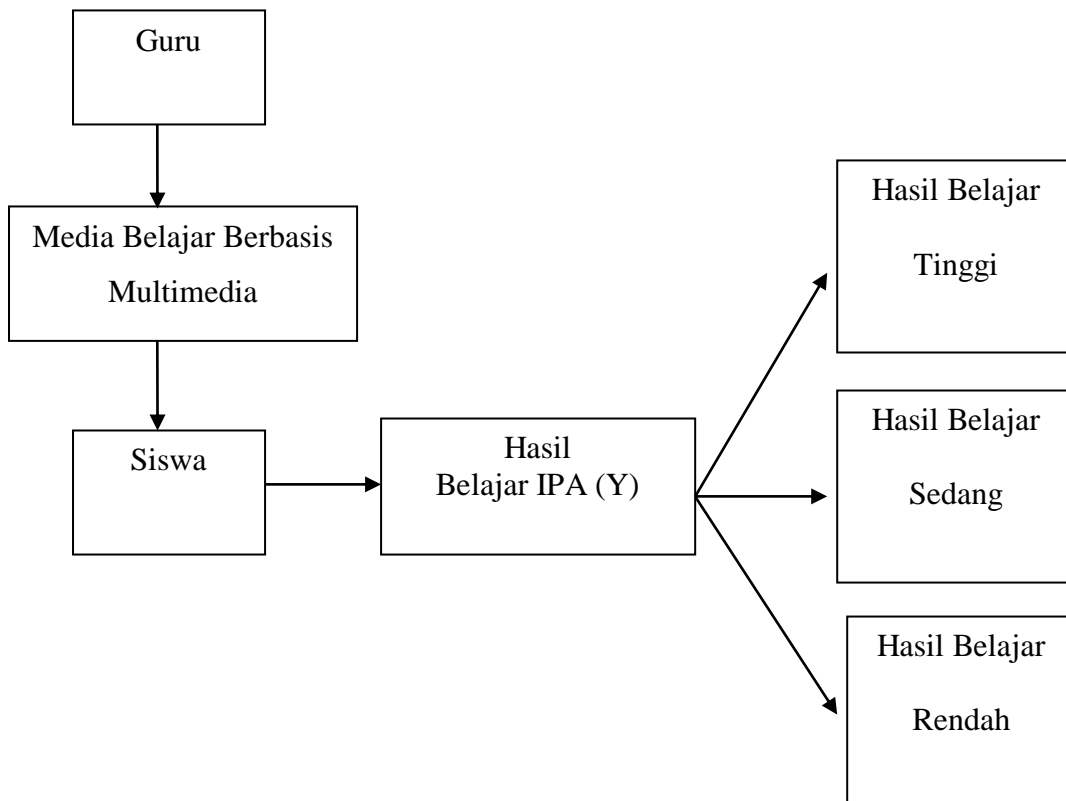 Guru
Media Belajar Berbasis
Multimedia
Siswa
Hasil
Belajar IPA (Y)
Hasil Belajar
Tinggi
Hasil Belajar
Sedang
Hasil Belajar
Rendah